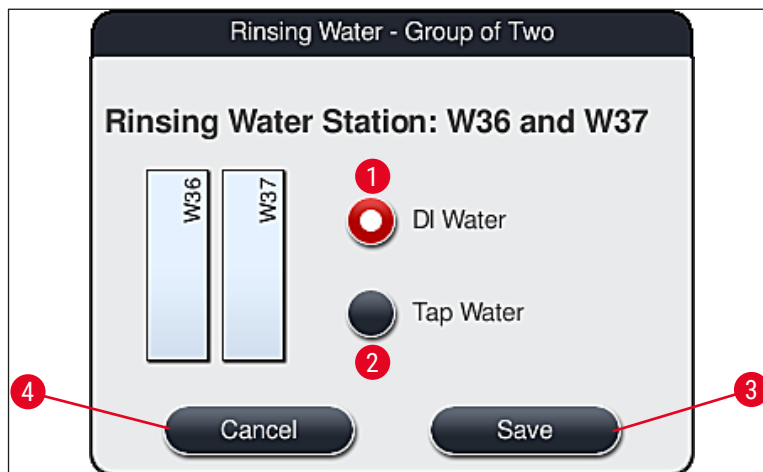 Rinsing Water - Group of Two
Rinsing Water Station: W36 and W37
W36
W37
1
DI Water
Tap Water
2
4
Cancel
Save
3